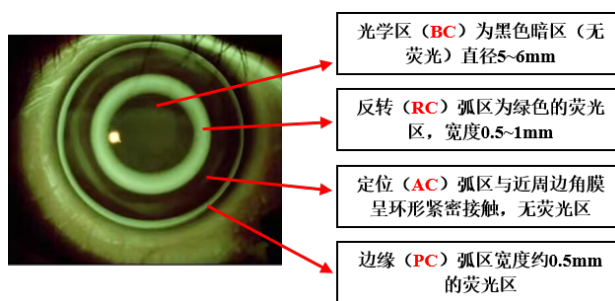 光学区（BC）为黑色暗区（无
荧光）直径5~6mm
反转（RC）弧区为绿色的荧光
区，宽度0.5~1mm
定位（AC）弧区与近周边角膜
呈环形紧密接触，无荧光区
边缘（PC）弧区宽度约0.5mm
的荧光区